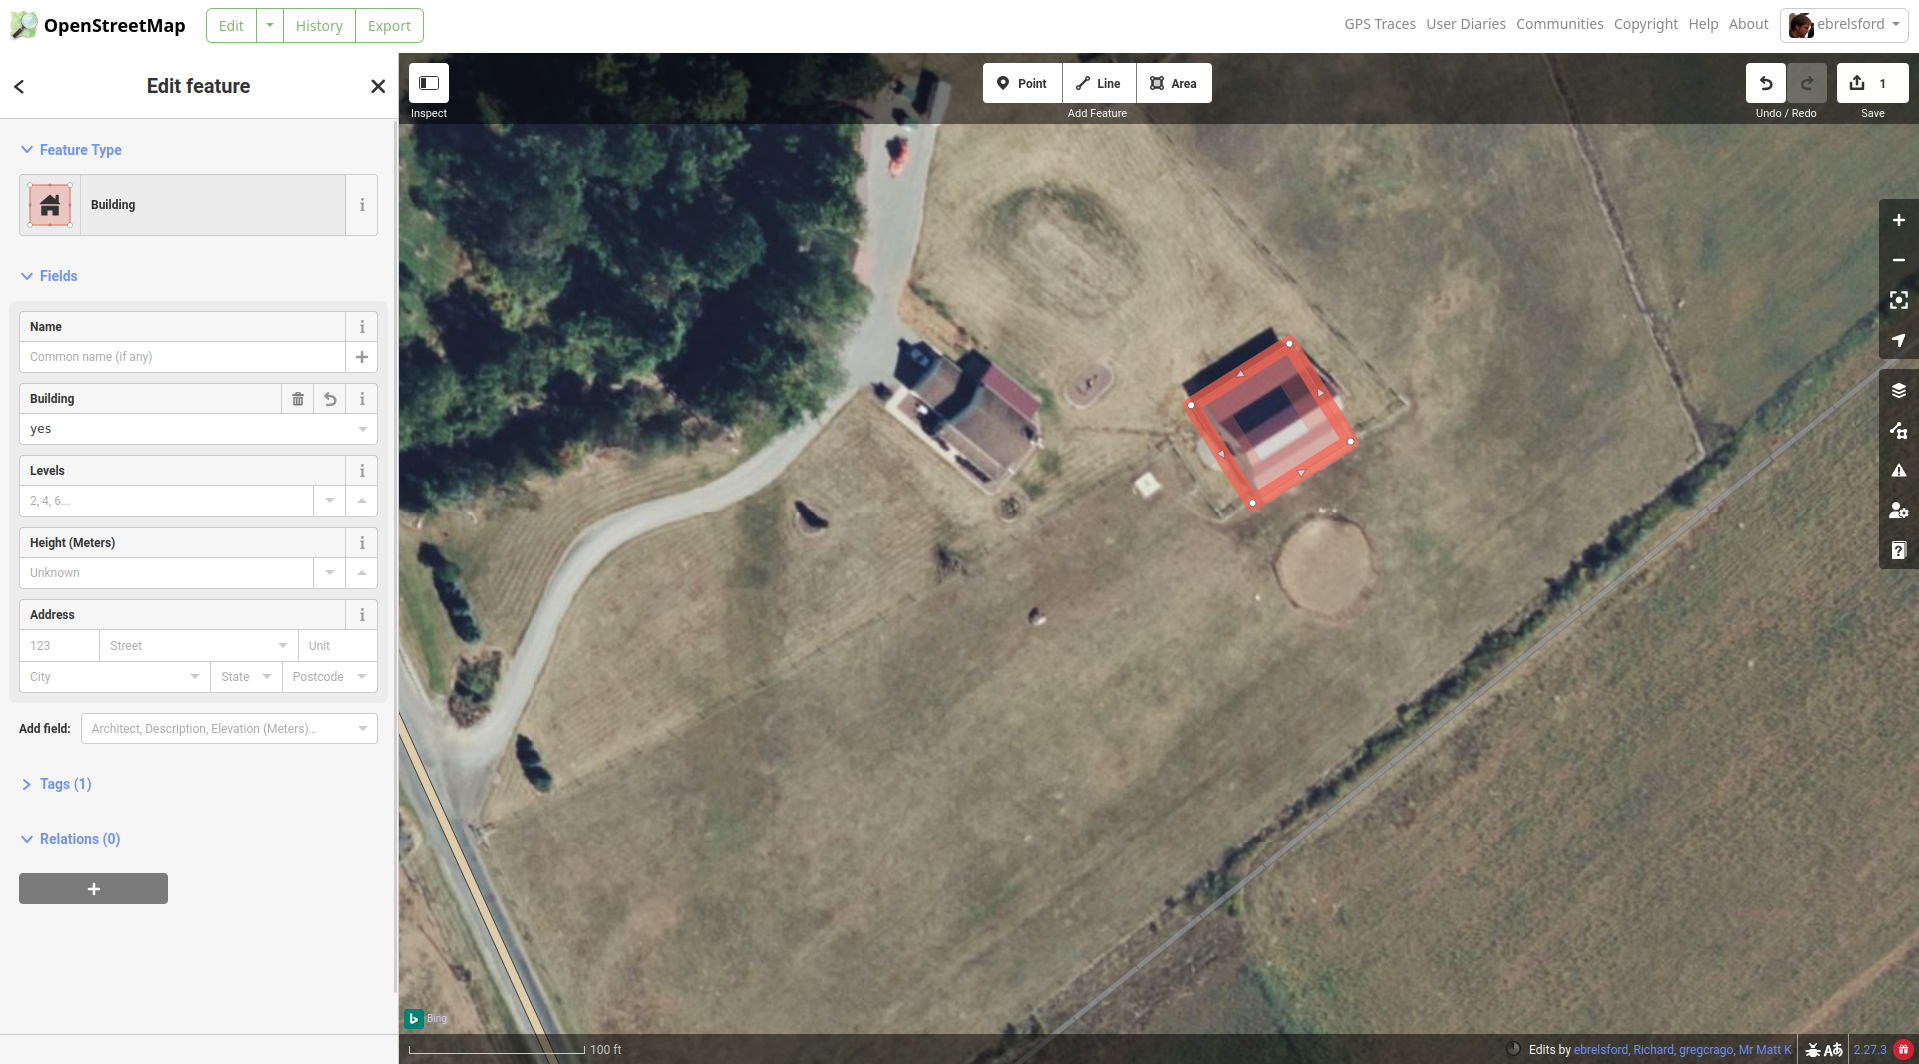 OpenStreetMap
Edit
History
Export
GPS Traces
User Diaries
Communities
Copyright
Help
About
ebrelsford
Edit feature
Inspect
Point
Line
Area
Add Feature
Undo / Redo
1
Save
Feature Type
Building
i
Fields
Name
i
Common name (if any)
Building
i
yes
Levels
i
2, 4, 6...
Height (Meters)
i
Unknown
Address
i
123
Street
Unit
City
State
Postcode
Add field:
Architect, Description, Elevation (Meters)...
Tags (1)
Relations (0)
+
b Bing
100 ft
Edits by ebrelsford, Richard, gregcrago, Mr Matt K
Aあ
2.27.3